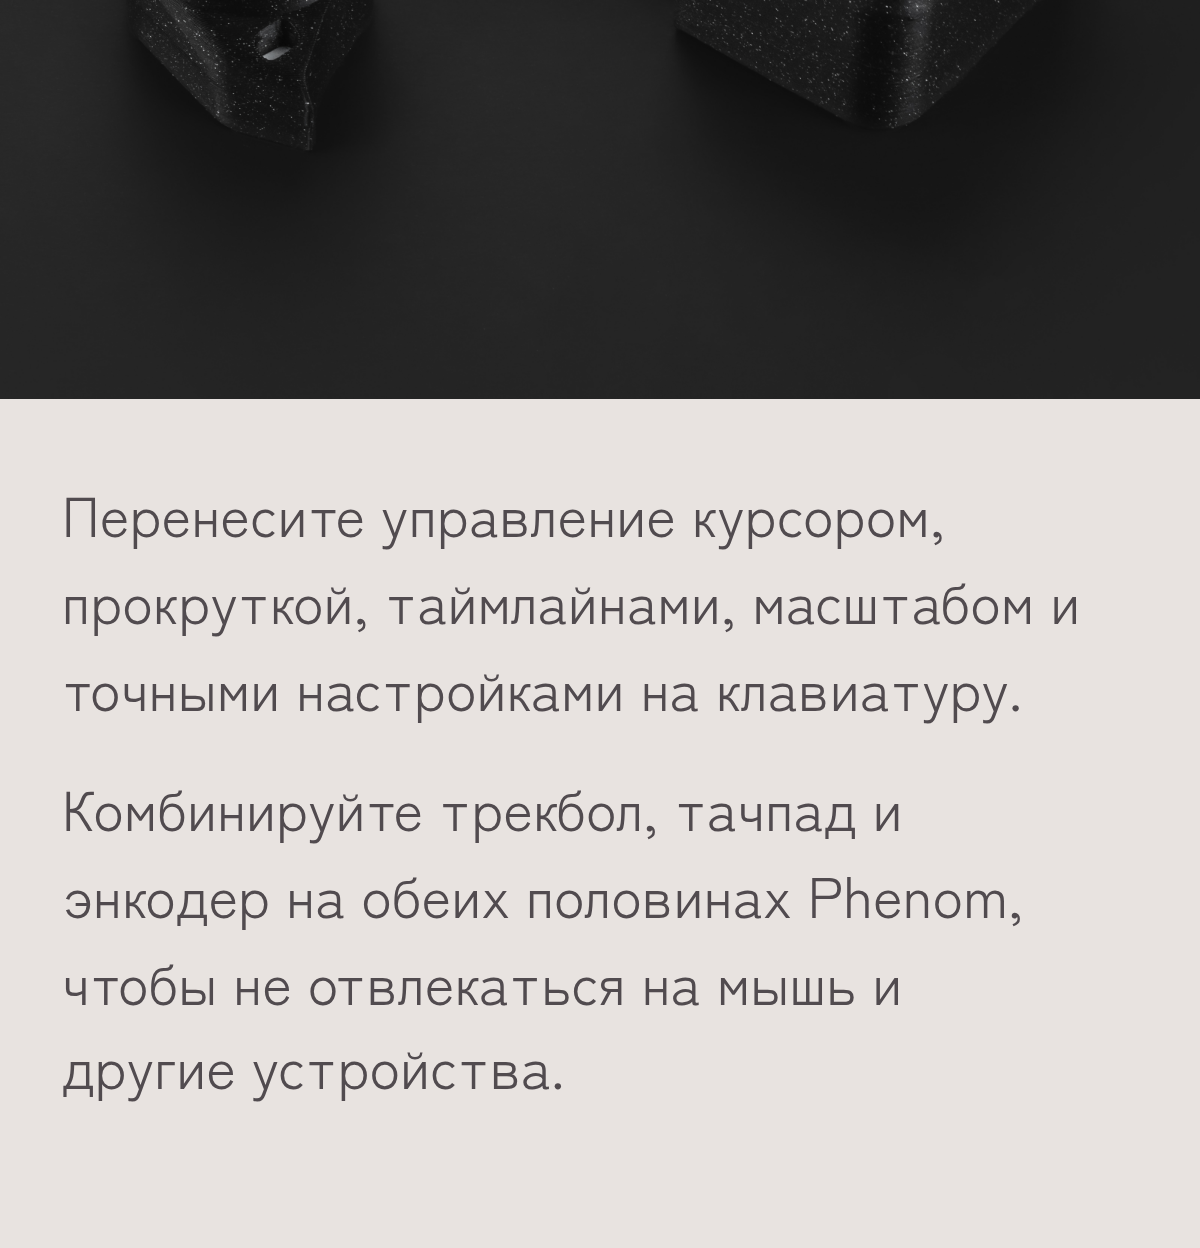 Перенесите управление курсором,
прокруткой, таймлайнами, масштабом и
точными настройками на клавиатуру.
Комбинируйте трекбол, тачпад и
энкодер на обеих половинах Phenom,
чтобы не отвлекаться на мышь и
другие устройства.